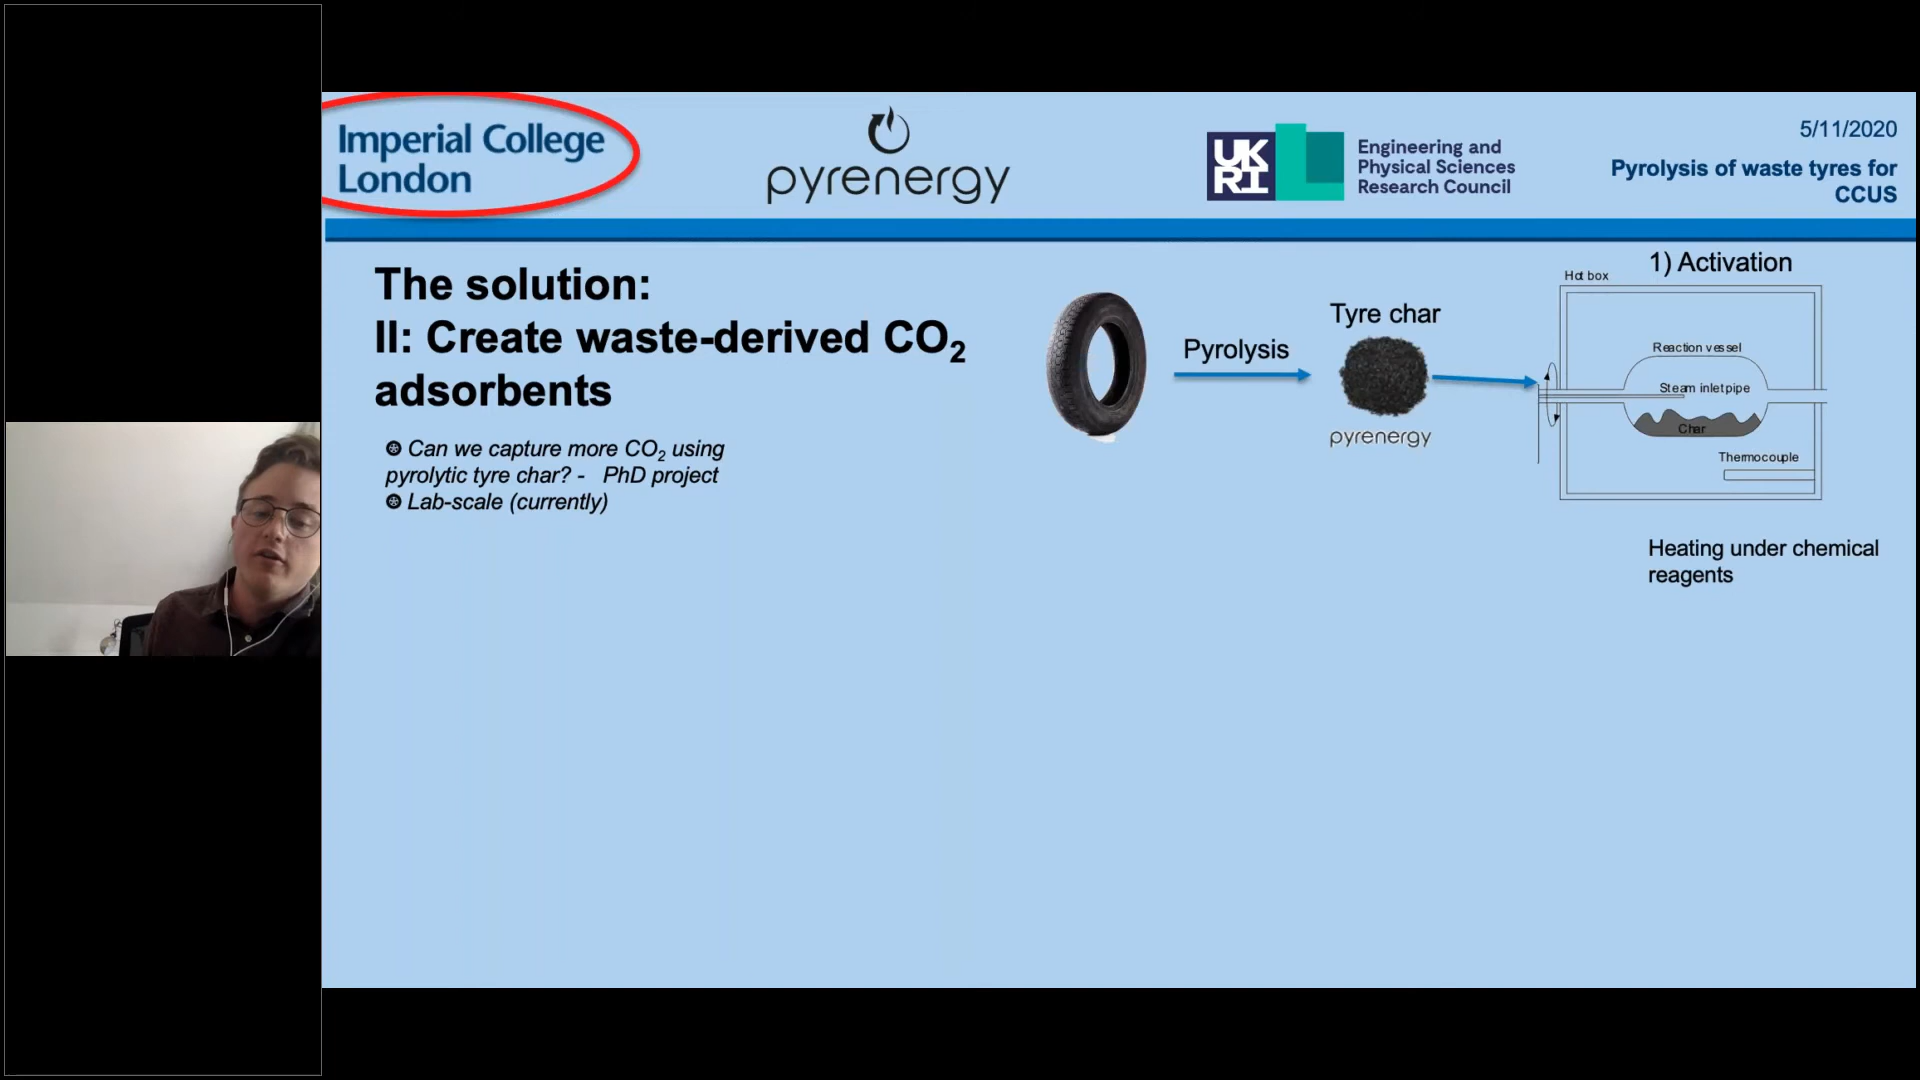 Imperial College
London
pyrenergy
UK
RI
Engineering and
Physical Sciences
Research Council
5/11/2020
Pyrolysis of waste tyres for
CCUS
The solution:
II: Create waste-derived CO₂
adsorbents
Can we capture more CO₂ using
pyrolytic tyre char? - PhD project
Lab-scale (currently)
Pyrolysis
Tyre char
pyrenergy
1) Activation
Hot box
Reaction vessel
Steam inlet pipe
Char
Thermocouple
Heating under chemical
reagents